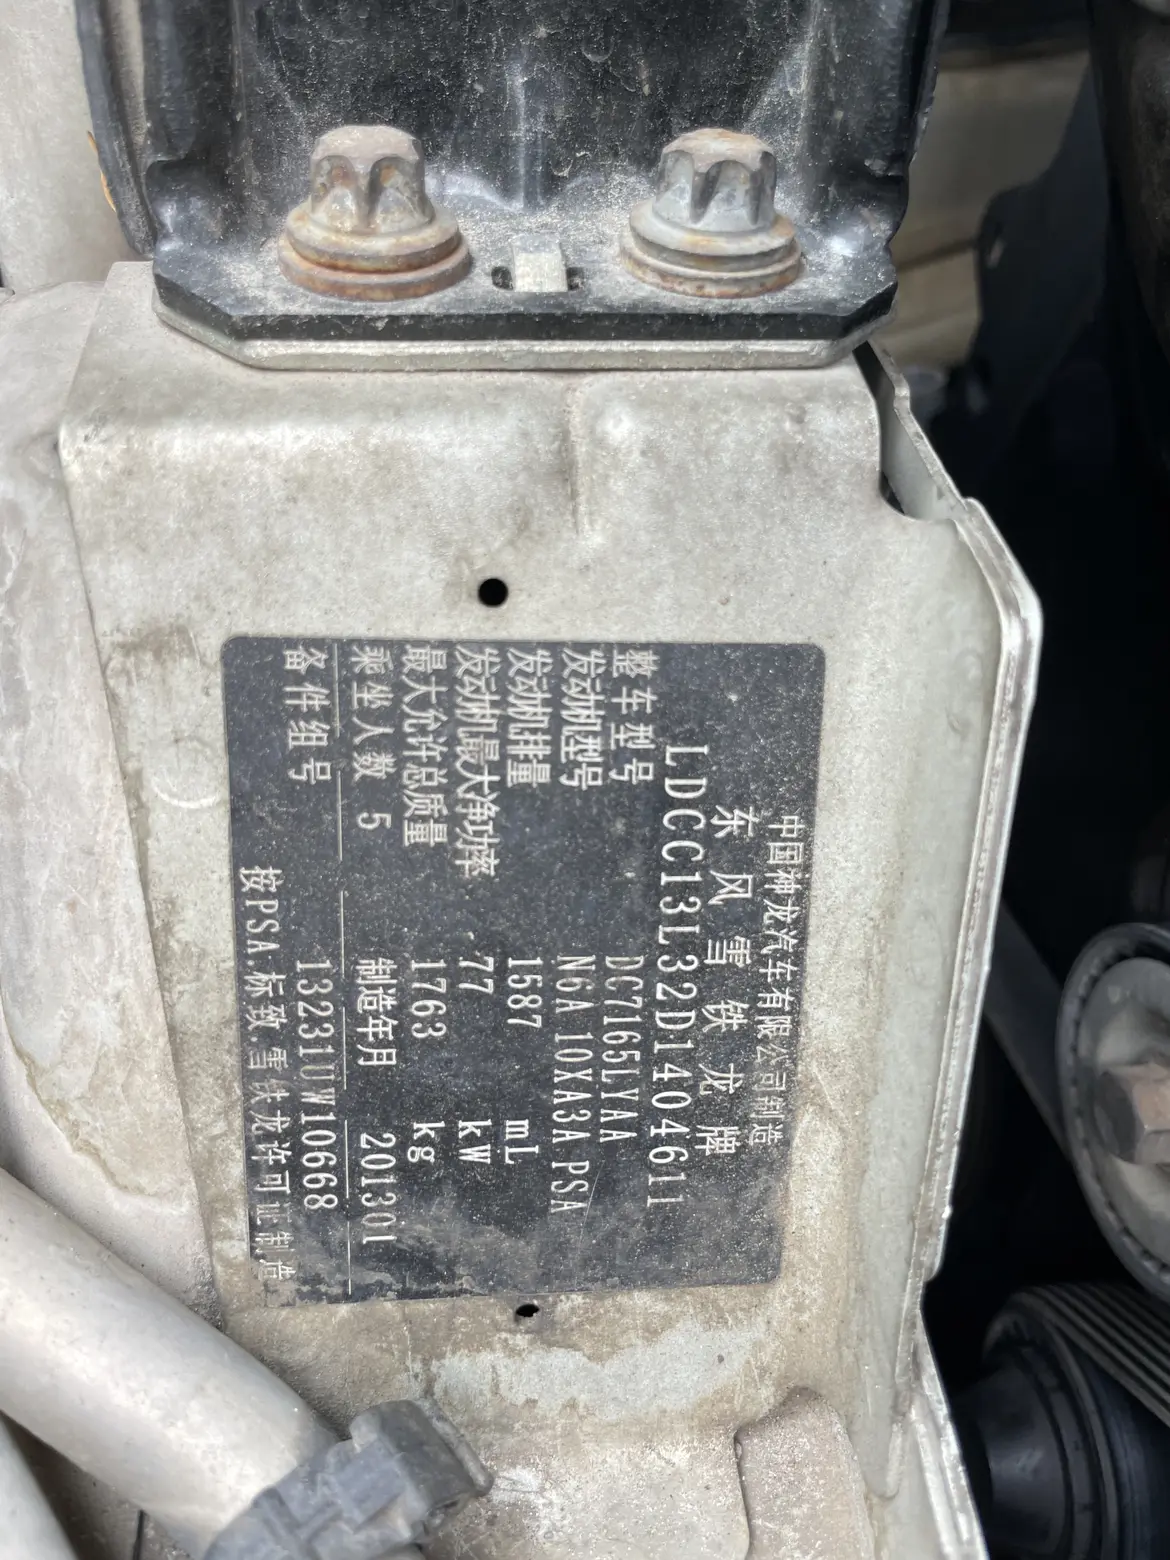 中国神龙汽车有限公司制造
东风雪铁龙牌
LDCC13L32D1404611
整车型号 DC7165LYAA
发动机型号 N6A 10XA3A PSA
发动机排量 1587 mL
发动机最大净功率 77 kW
最大允许总质量 1763 kg
乘坐人数 5 制造年月 201301
备件组号 132310W10668
按PSA·标致·雪铁龙许可证制造